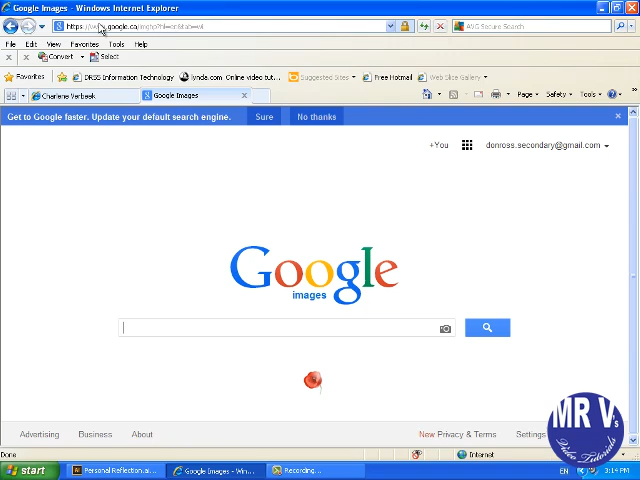 Google Images - Windows Internet Explorer
https://www.google.ca/imghp?hl=en&tab=wi
AVG Secure Search
File Edit View Favorites Tools Help
Convert Select
Favorites DRSS Information Technology lynda.com Online video tut... Suggested Sites Free Hotmail Web Slice Gallery
Charlene Verbeek Google Images
Page Safety Tools
Get to Google faster. Update your default search engine. Sure No thanks
+You donross.secondary@gmail.com
Google
images
Advertising Business About New Privacy & Terms Settings
MR V's
Video Tutorials
Done Internet
start Personal Reflection.ai... Google Images - Win... Recording... EN 3:14 PM